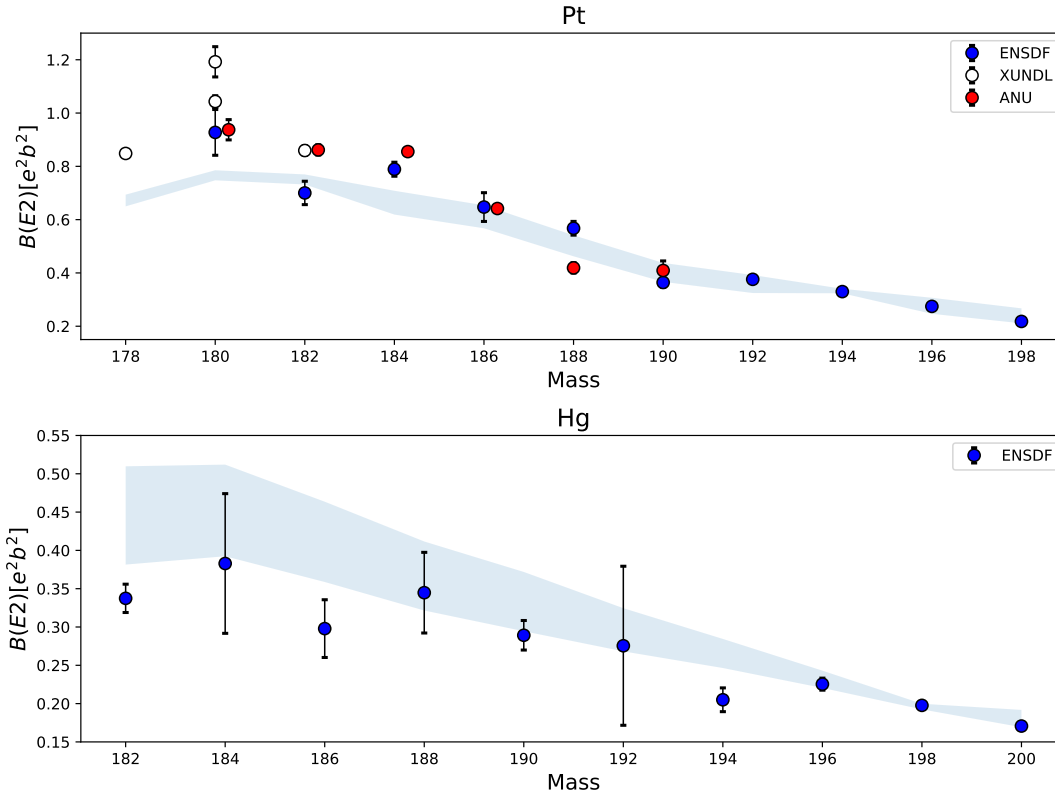 Pt
B(E2)[e²b²]
1.2
1.0
0.8
0.6
0.4
0.2
ENSDF
XUNDL
ANU
178 180 182 184 186 188 190 192 194 196 198
Mass
Hg
B(E2)[e²b²]
0.55
0.50
0.45
0.40
0.35
0.30
0.25
0.20
0.15
ENSDF
182 184 186 188 190 192 194 196 198 200
Mass